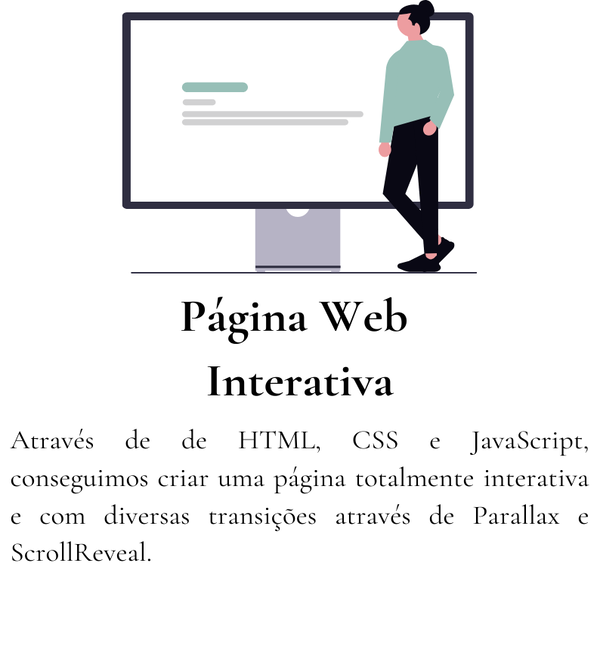 Página Web
Interativa
Através de de HTML, CSS e JavaScript,
conseguimos criar uma página totalmente interativa
e com diversas transições através de Parallax e
ScrollReveal.